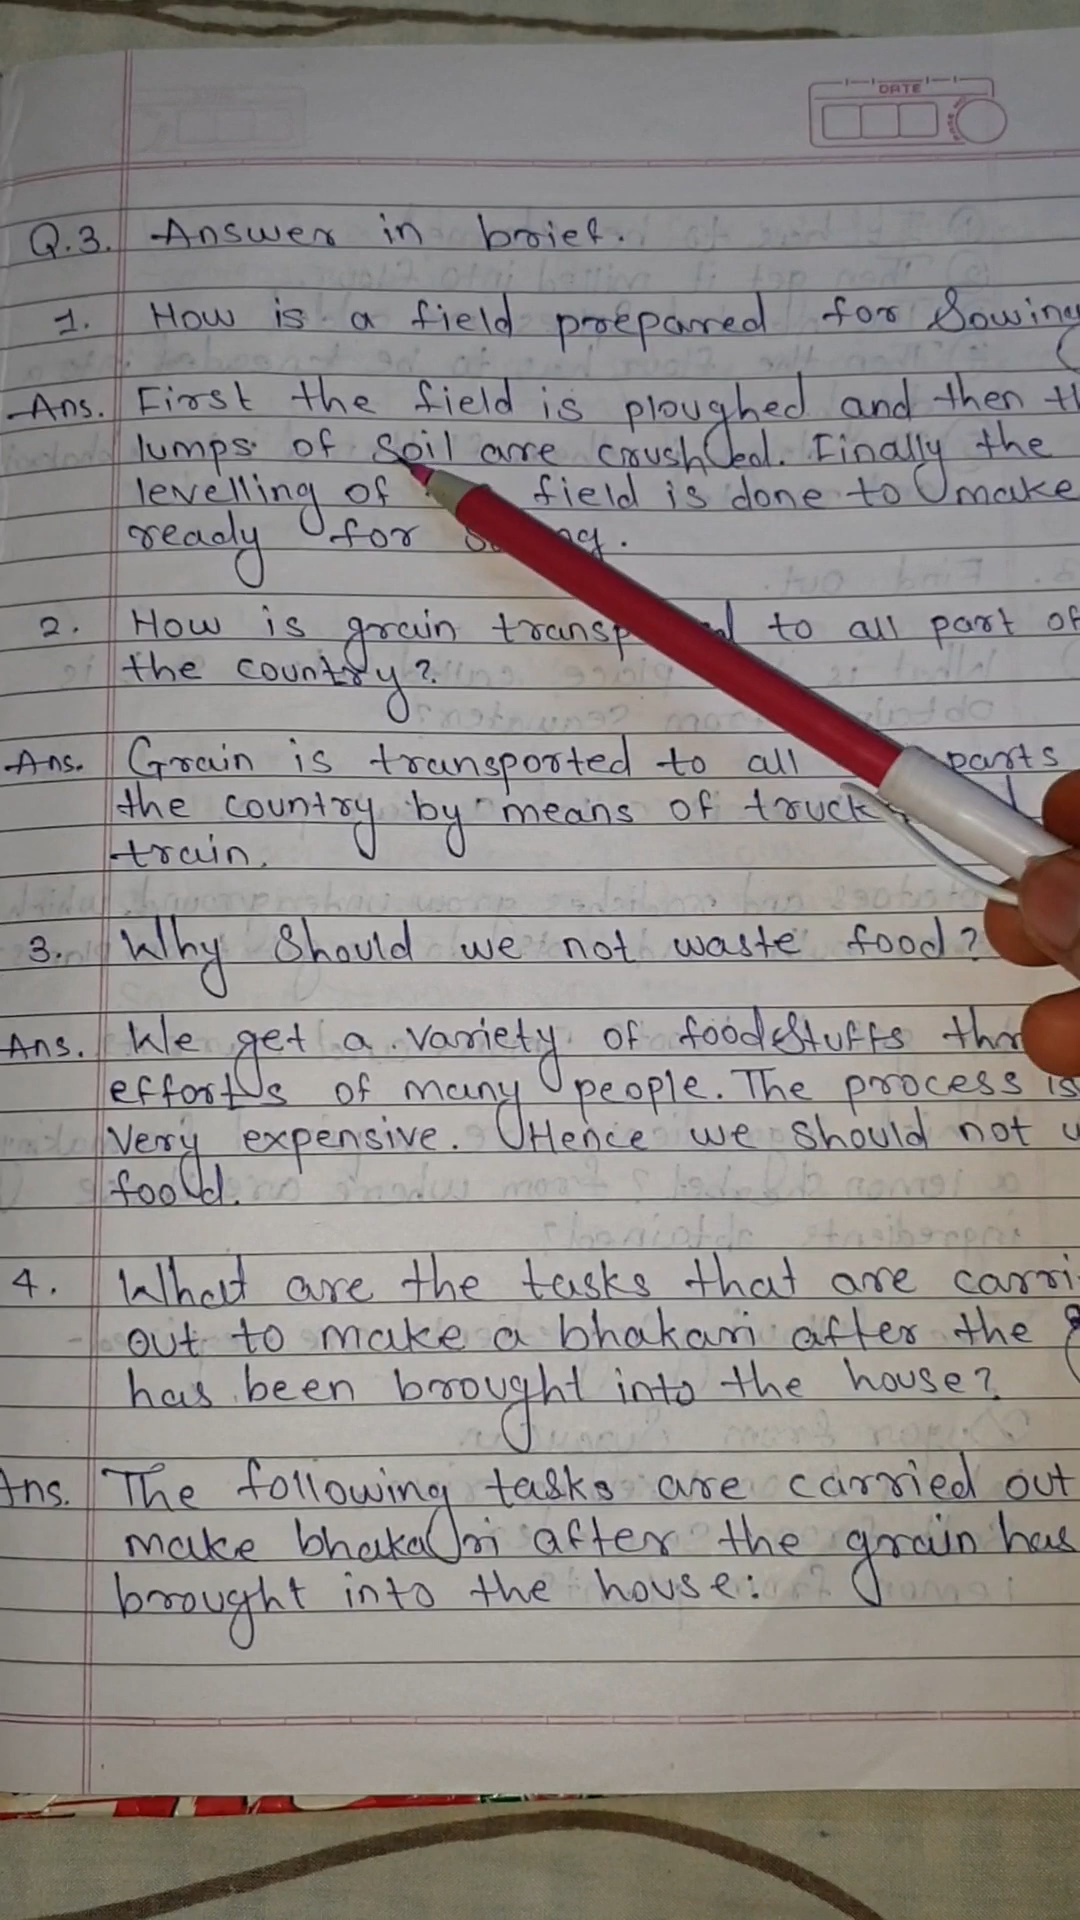 DATE
Q.3. Answer in brief.
1. How is a field prepared for Sowing
Ans. First the field is ploughed and then
lumps of soil are crushed. Finally the
levelling of field is done to make
ready for
2. How is grain to all part of
the country?
Ans. Grain is transported to all parts
the country by means of truck
train.
3. Why Should we not waste food?
Ans. We get a variety of foodstuffs
efforts of many people. The process is
very expensive. Hence we should not
food.
4. What are the tasks that are
out to make a bhakari after the
has been brought into the house?
Ans. The following tasks are carried out
make bhakari after the grain has
brought into the house: